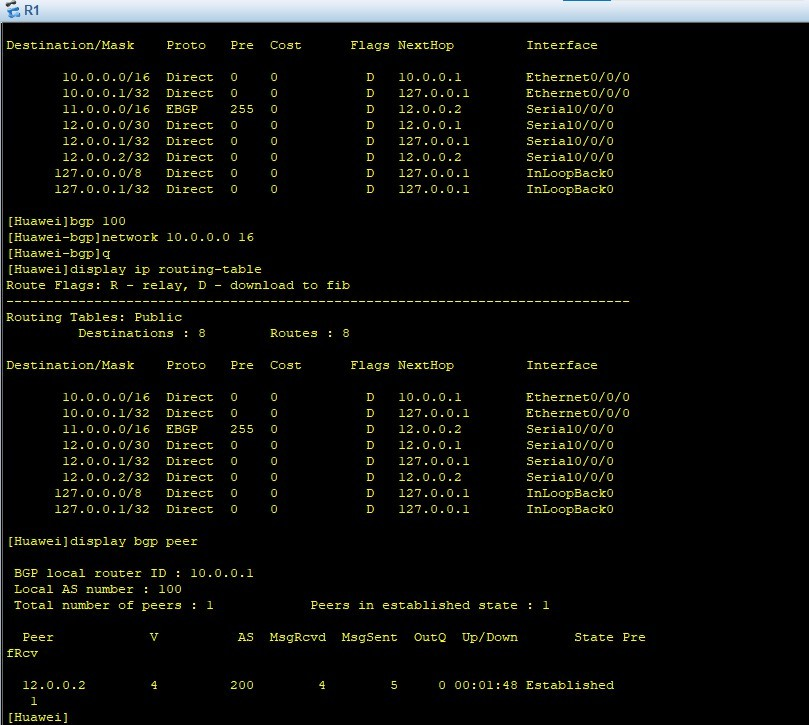 R1
Destination/Mask    Proto   Pre  Cost      Flags NextHop         Interface
10.0.0.0/16  Direct  0    0           D   10.0.0.1        Ethernet0/0/0
10.0.0.1/32  Direct  0    0           D   127.0.0.1       Ethernet0/0/0
11.0.0.0/16  EBGP    255  0           D   12.0.0.2        Serial0/0/0
12.0.0.0/30  Direct  0    0           D   12.0.0.1        Serial0/0/0
12.0.0.1/32  Direct  0    0           D   127.0.0.1       Serial0/0/0
12.0.0.2/32  Direct  0    0           D   12.0.0.2        Serial0/0/0
127.0.0.0/8   Direct  0    0           D   127.0.0.1       InLoopBack0
127.0.0.1/32  Direct  0    0           D   127.0.0.1       InLoopBack0
[Huawei]bgp 100
[Huawei-bgp]network 10.0.0.0 16
[Huawei-bgp]q
[Huawei]display ip routing-table
Route Flags: R - relay, D - download to fib
------------------------------------------------------------------------------
Routing Tables: Public
Destinations : 8        Routes : 8
Destination/Mask    Proto   Pre  Cost      Flags NextHop         Interface
10.0.0.0/16  Direct  0    0           D   10.0.0.1        Ethernet0/0/0
10.0.0.1/32  Direct  0    0           D   127.0.0.1       Ethernet0/0/0
11.0.0.0/16  EBGP    255  0           D   12.0.0.2        Serial0/0/0
12.0.0.0/30  Direct  0    0           D   12.0.0.1        Serial0/0/0
12.0.0.1/32  Direct  0    0           D   127.0.0.1       Serial0/0/0
12.0.0.2/32  Direct  0    0           D   12.0.0.2        Serial0/0/0
127.0.0.0/8   Direct  0    0           D   127.0.0.1       InLoopBack0
127.0.0.1/32  Direct  0    0           D   127.0.0.1       InLoopBack0
[Huawei]display bgp peer
BGP local router ID : 10.0.0.1
Local AS number : 100
Total number of peers : 1            Peers in established state : 1
Peer            V          AS  MsgRcvd  MsgSent  OutQ  Up/Down       State Pre
fRcv
12.0.0.2        4         200        4        5     0 00:01:48 Established
1
[Huawei]